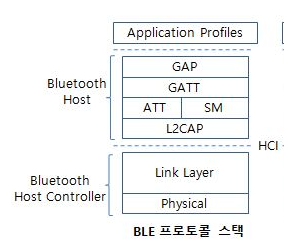 Application Profiles
GAP
GATT
Bluetooth
Host
ATT
SM
L2CAP
HCI
Link Layer
Bluetooth
Host Controller
Physical
BLE 프로토콜 스택